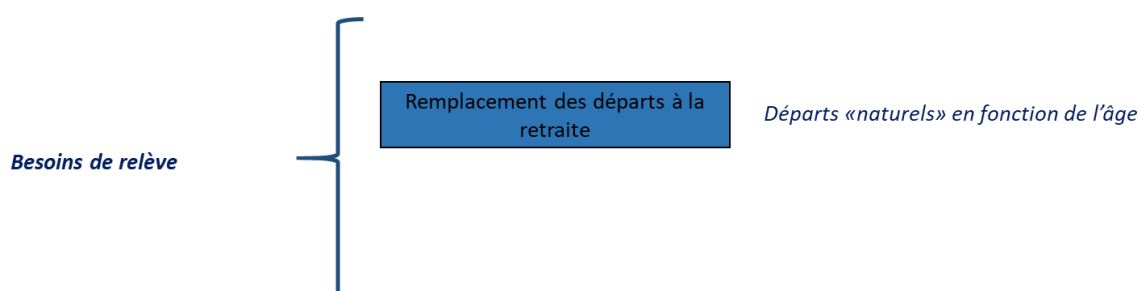 Remplacement des départs à la
retraite
Départs «naturels» en fonction de l’âge
Besoins de relève